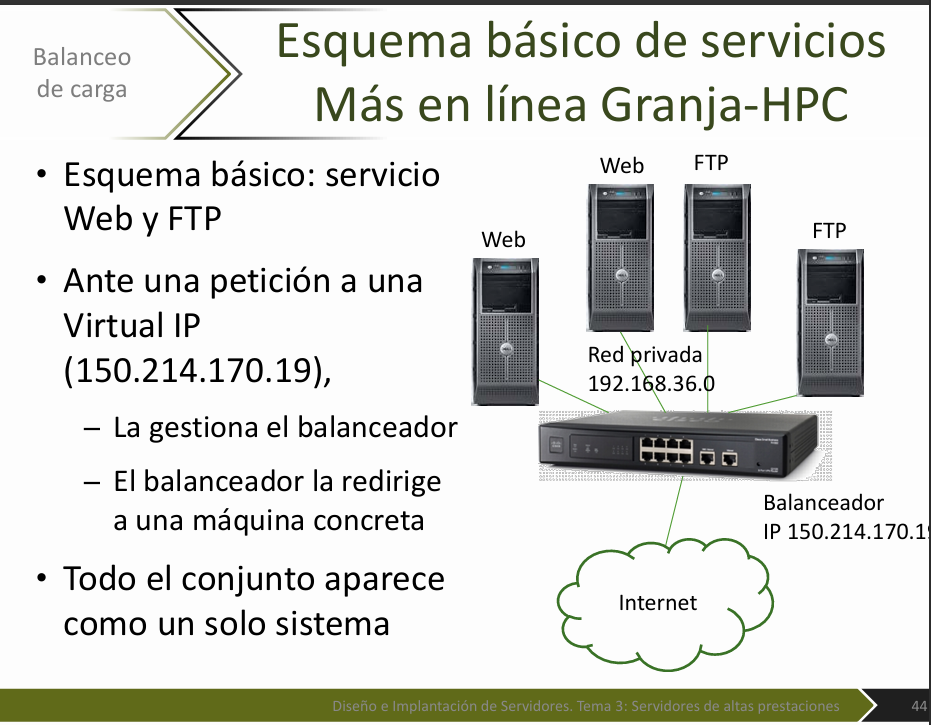 Balanceo
de carga
Esquema básico de servicios
Más en línea Granja-HPC
• Esquema básico: servicio
Web y FTP
• Ante una petición a una
Virtual IP
(150.214.170.19),
– La gestiona el balanceador
– El balanceador la redirige
a una máquina concreta
• Todo el conjunto aparece
como un solo sistema
Web
FTP
Web
FTP
Red privada
192.168.36.0
Balanceador
IP 150.214.170.19
Internet
Diseño e Implantación de Servidores. Tema 3: Servidores de altas prestaciones
44